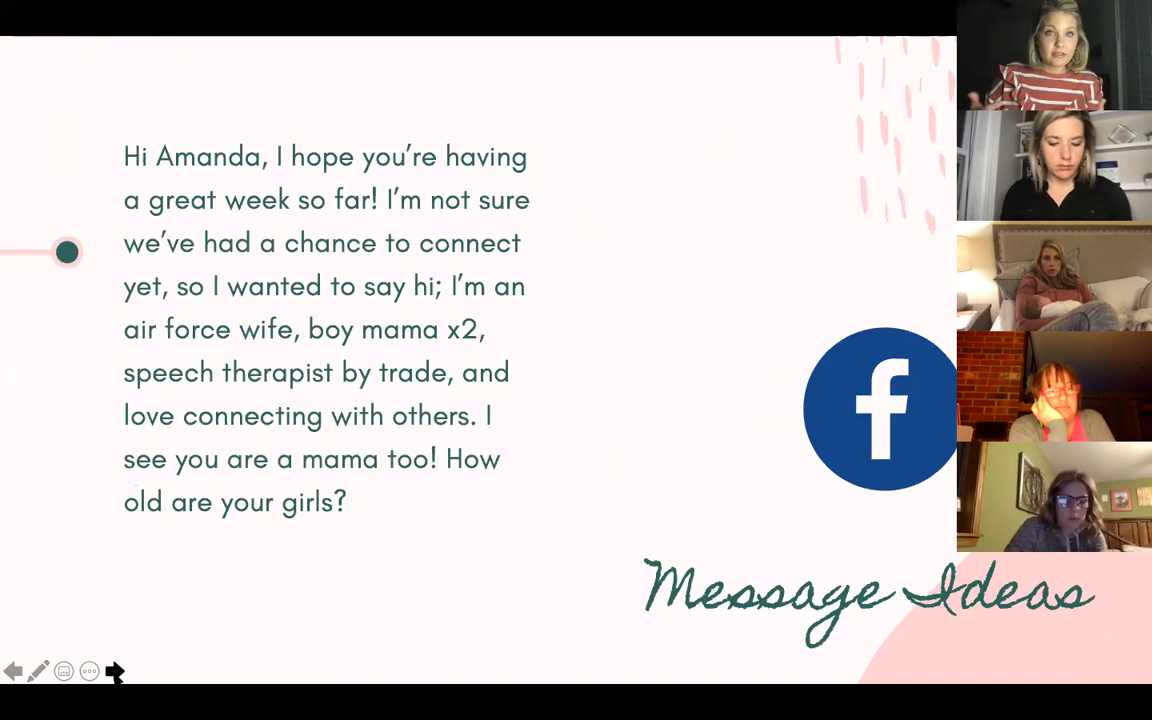 Hi Amanda, I hope you're having
a great week so far! I'm not sure
we've had a chance to connect
yet, so I wanted to say hi; I'm an
air force wife, boy mama x2,
speech therapist by trade, and
love connecting with others. I
see you are a mama too! How
old are your girls?
f
Message Ideas